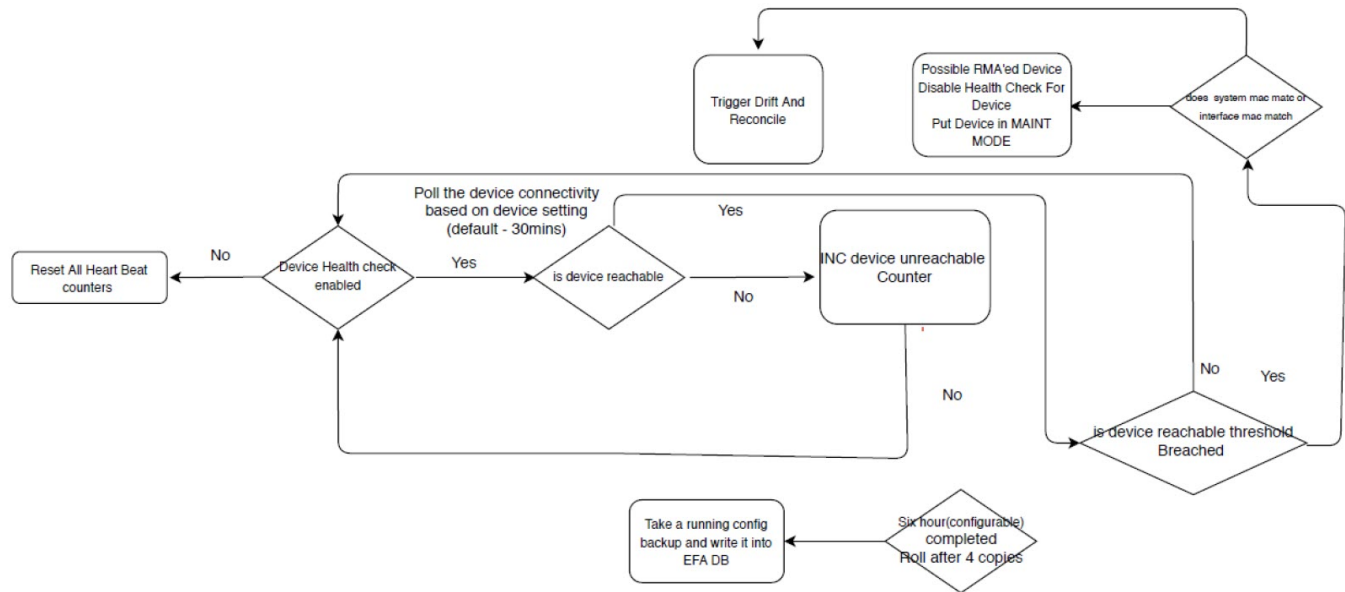 Trigger Drift And
Reconcile
Possible RMA'ed Device
Disable Health Check For
Device
Put Device in MAINT
MODE
does system mac matc or
interface mac match
Poll the device connectivity
based on device setting
(default - 30mins)
Yes
No
Reset All Heart Beat
counters
Device Health check
enabled
Yes
is device reachable
No
INC device unreachable
Counter
No
No
Yes
is device reachable threshold
Breached
Take a running config
backup and write it into
EFA DB
Six hour(configurable)
completed
Roll after 4 copies